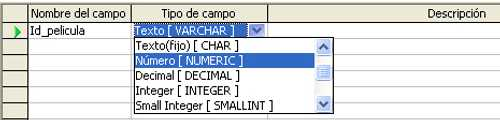 Nombre del campo Tipo de campo Descripción
Id_pelicula Texto [ VARCHAR ]
Texto(fijo) [ CHAR ]
Número [ NUMERIC ]
Decimal [ DECIMAL ]
Integer [ INTEGER ]
Small Integer [ SMALLINT ]